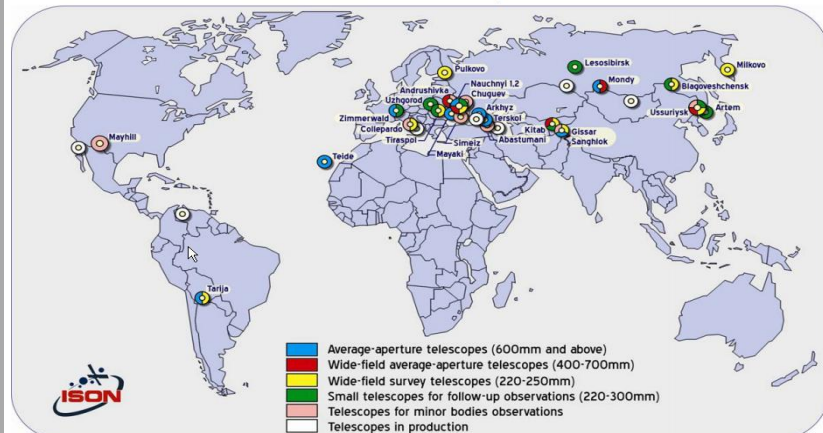 Lesosibirsk
Milkovo
Pulkovo
Mondy
Blagoveshchensk
Nauchnyi 1,2
Andrushivka
Chuguev
Uzhgorod
Arkhyz
Artem
Zimmerwald
Terskol
Ussuriysk
Mayhill
Collepardo
Kitab
Gissar
Tiraspol
Simeiz
Abastumani
Sanghlok
Mayaki
Teide
Tarija
Average-aperture telescopes (600mm and above)
Wide-field average-aperture telescopes (400-700mm)
Wide-field survey telescopes (220-250mm)
Small telescopes for follow-up observations (220-300mm)
Telescopes for minor bodies observations
Telescopes in production
ISON